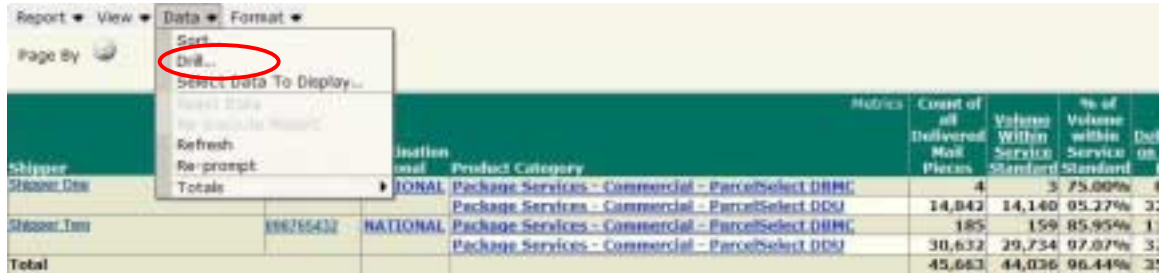 Report View Data Format
Page By
Sort...
Drill...
Select Data To Display...
Refresh
Re-prompt
Totals
Metrics
Shipper
Product Category
Count of all Delivered Mail Pieces
Volume Within Service Standard
% of Volume within Service Standard
Shipper One NATIONAL Package Services - Commercial - ParcelSelect DBMC 4 3 75.00%
Package Services - Commercial - ParcelSelect DDU 14,842 14,140 95.27%
Shipper Two NATIONAL Package Services - Commercial - ParcelSelect DBMC 185 159 85.95%
Package Services - Commercial - ParcelSelect DDU 30,632 29,734 97.07%
Total 45,663 44,036 96.44%